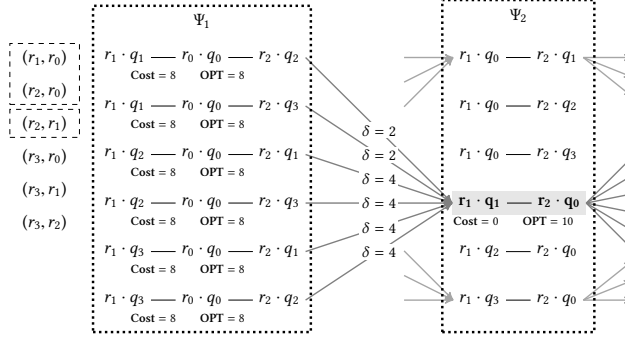 Ψ₁
Ψ₂
(r₁, r₀)
(r₂, r₀)
(r₂, r₁)
(r₃, r₀)
(r₃, r₁)
(r₃, r₂)
r₁ · q₁ — r₀ · q₀ — r₂ · q₂
Cost = 8 OPT = 8
r₁ · q₁ — r₀ · q₀ — r₂ · q₃
Cost = 8 OPT = 8
r₁ · q₂ — r₀ · q₀ — r₂ · q₁
Cost = 8 OPT = 8
r₁ · q₂ — r₀ · q₀ — r₂ · q₃
Cost = 8 OPT = 8
r₁ · q₃ — r₀ · q₀ — r₂ · q₁
Cost = 8 OPT = 8
r₁ · q₃ — r₀ · q₀ — r₂ · q₂
Cost = 8 OPT = 8
δ = 2
δ = 2
δ = 4
δ = 4
δ = 4
δ = 4
r₁ · q₀ — r₂ · q₁
r₁ · q₀ — r₂ · q₂
r₁ · q₀ — r₂ · q₃
r₁ · q₁ — r₂ · q₀
Cost = 0 OPT = 10
r₁ · q₂ — r₂ · q₀
r₁ · q₃ — r₂ · q₀